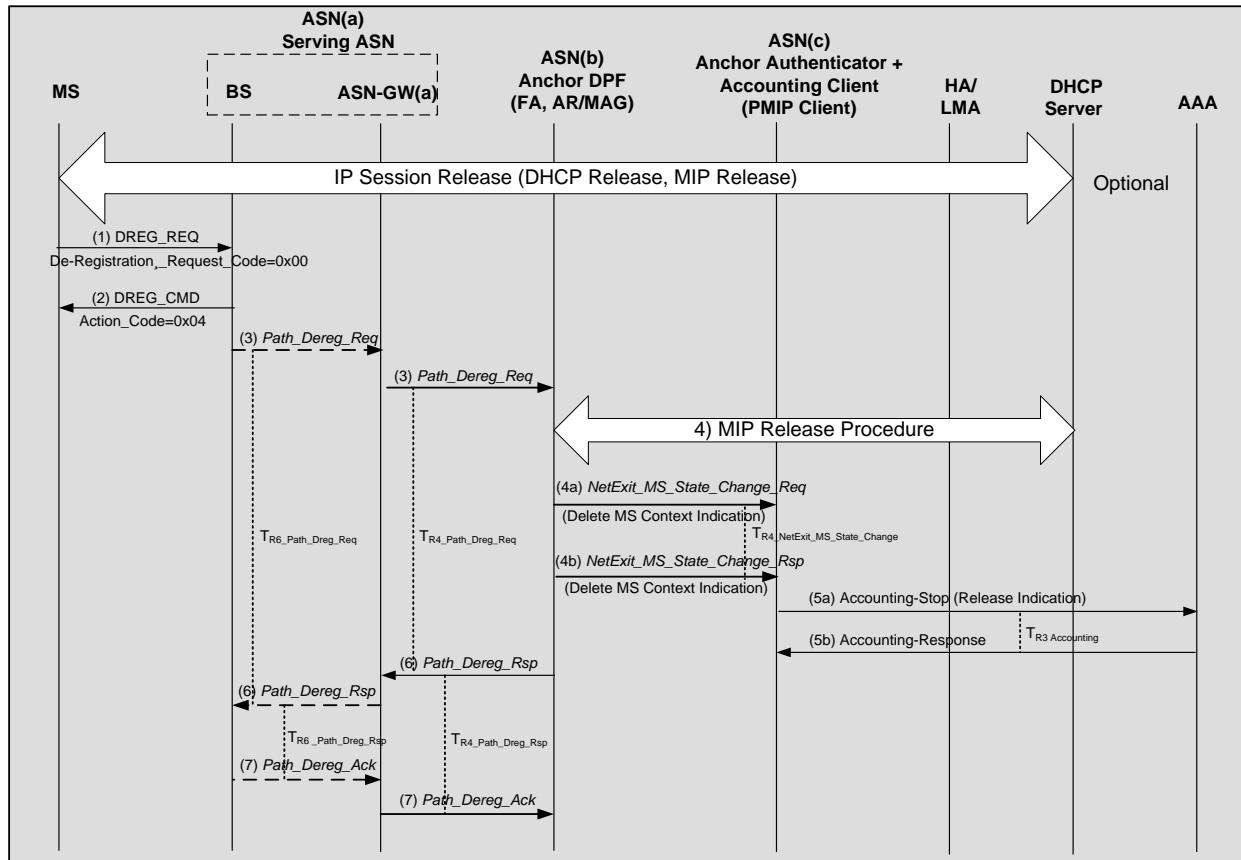 ASN(a)
Serving ASN
ASN(b)
Anchor DPF
(FA, AR/MAG)
ASN(c)
Anchor Authenticator +
Accounting Client
(PMIP Client)
MS
BS
ASN-GW(a)
HA/
LMA
DHCP
Server
AAA
IP Session Release (DHCP Release, MIP Release)
Optional
(1) DREG_REQ
De-Registration¸_Request_Code=0x00
(2) DREG_CMD
Action_Code=0x04
(3) Path_Dereg_Req
(3) Path_Dereg_Req
4) MIP Release Procedure
(4a) NetExit_MS_State_Change_Req
(Delete MS Context Indication)
TR6_Path_Dreg_Req
TR4_Path_Dreg_Req
TR4_NetExit_MS_State_Change
(4b) NetExit_MS_State_Change_Rsp
(Delete MS Context Indication)
(5a) Accounting-Stop (Release Indication)
TR3 Accounting
(5b) Accounting-Response
(6) Path_Dereg_Rsp
(6) Path_Dereg_Rsp
TR6 _Path_Dreg_Rsp
TR4_Path_Dreg_Rsp
(7) Path_Dereg_Ack
(7) Path_Dereg_Ack